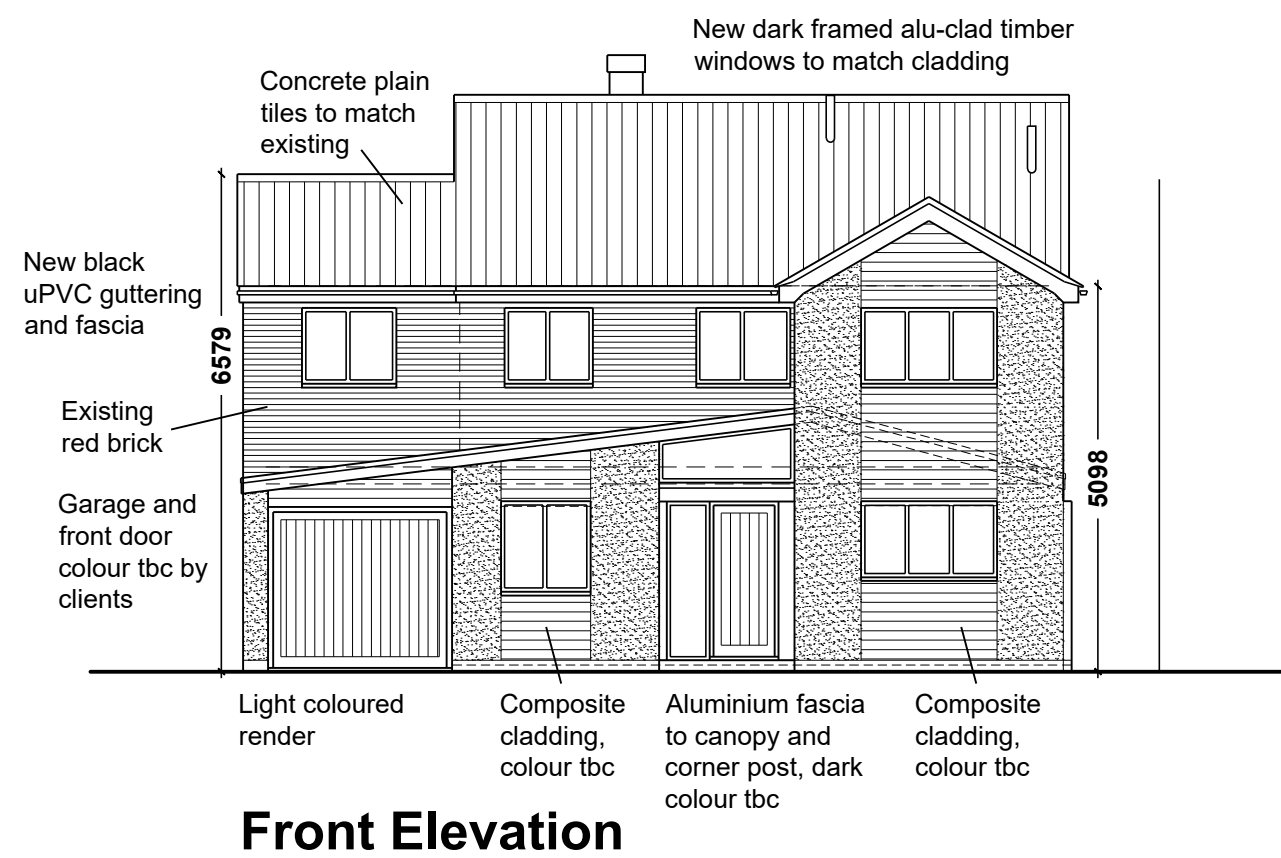 New dark framed alu-clad timber
windows to match cladding
Concrete plain
tiles to match
existing
New black
uPVC guttering
and fascia
6579
Existing
red brick
5098
Garage and
front door
colour tbc by
clients
Light coloured
render
Composite
cladding,
colour tbc
Aluminium fascia
to canopy and
corner post, dark
colour tbc
Composite
cladding,
colour tbc
Front Elevation